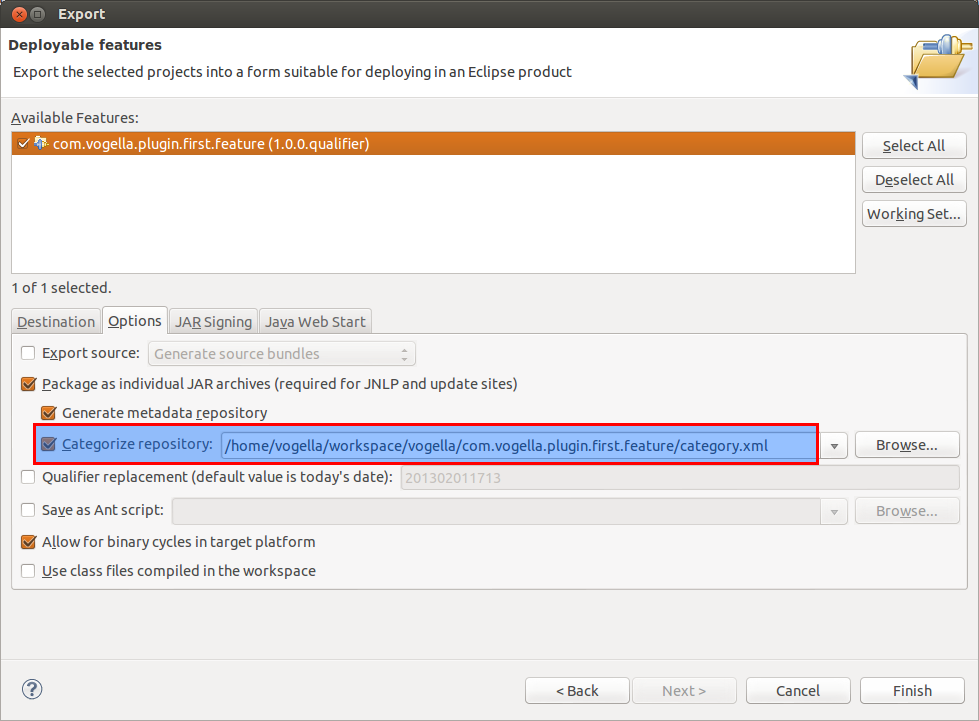 Export
Deployable features
Export the selected projects into a form suitable for deploying in an Eclipse product
Available Features:
com.vogella.plugin.first.feature (1.0.0.qualifier)
Select All
Deselect All
Working Set...
1 of 1 selected.
Destination Options JAR Signing Java Web Start
Export source: Generate source bundles
Package as individual JAR archives (required for JNLP and update sites)
Generate metadata repository
Categorize repository: /home/vogella/workspace/vogella/com.vogella.plugin.first.feature/category.xml Browse...
Qualifier replacement (default value is today's date): 201302011713
Save as Ant script: Browse...
Allow for binary cycles in target platform
Use class files compiled in the workspace
? < Back Next > Cancel Finish